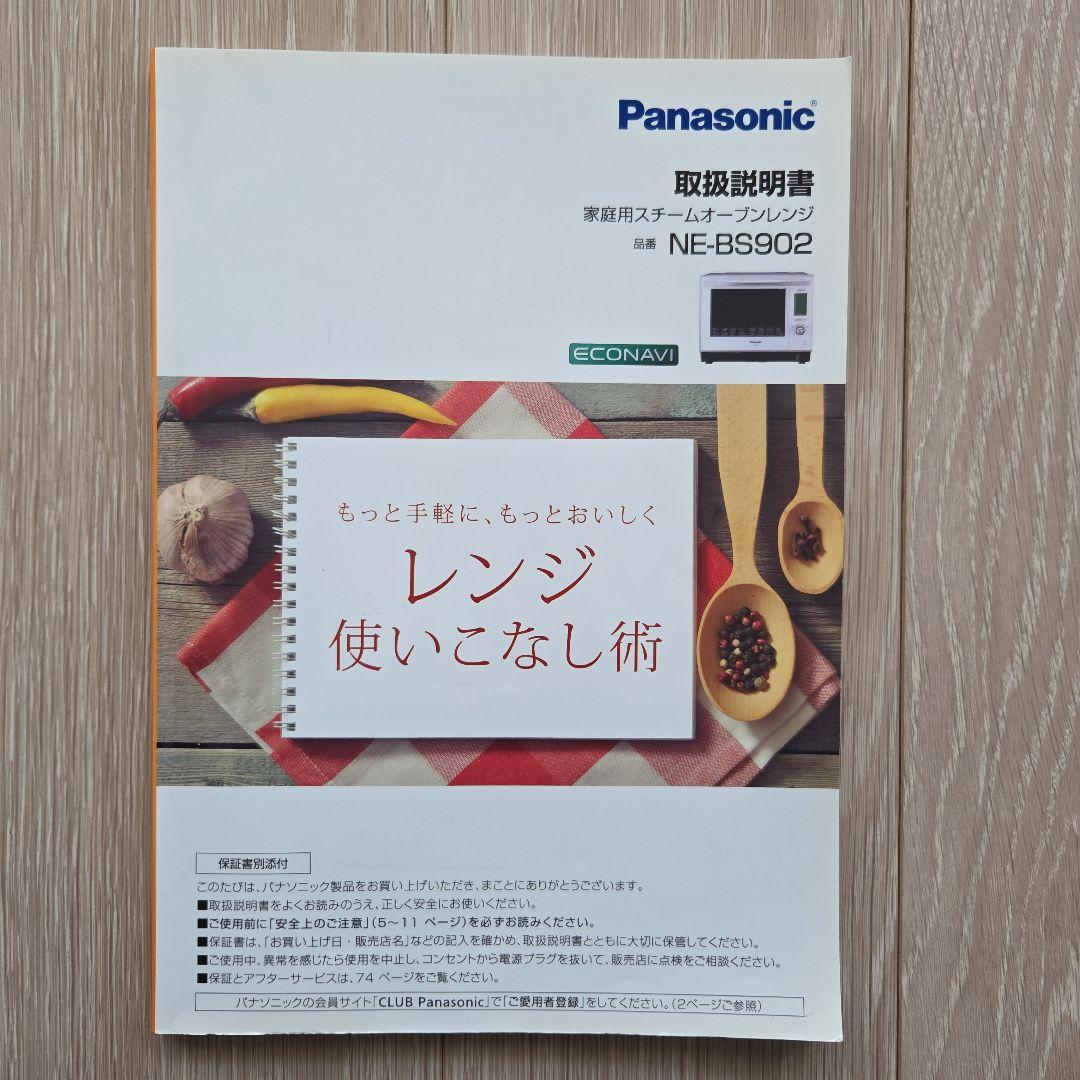 Panasonic®
取扱説明書
家庭用スチームオーブンレンジ
品番 NE-BS902
ECONAVI
もっと手軽に、もっとおいしく
レンジ
使いこなし術
保証書別添付
このたびは、パナソニック製品をお買い上げいただき、まことにありがとうございます。
■取扱説明書をよくお読みのうえ、正しく安全にお使いください。
■ご使用前に「安全上のご注意」(5～11 ページ)を必ずお読みください。
■保証書は、「お買い上げ日・販売店名」などの記入を確かめ、取扱説明書とともに大切に保管してください。
■ご使用中、異常を感じたら使用を中止し、コンセントから電源プラグを抜いて、販売店に点検をご相談ください。
■保証とアフターサービスは、74 ページをご覧ください。
パナソニックの会員サイト「CLUB Panasonic」で「ご愛用者登録」をしてください。(2ページご参照)